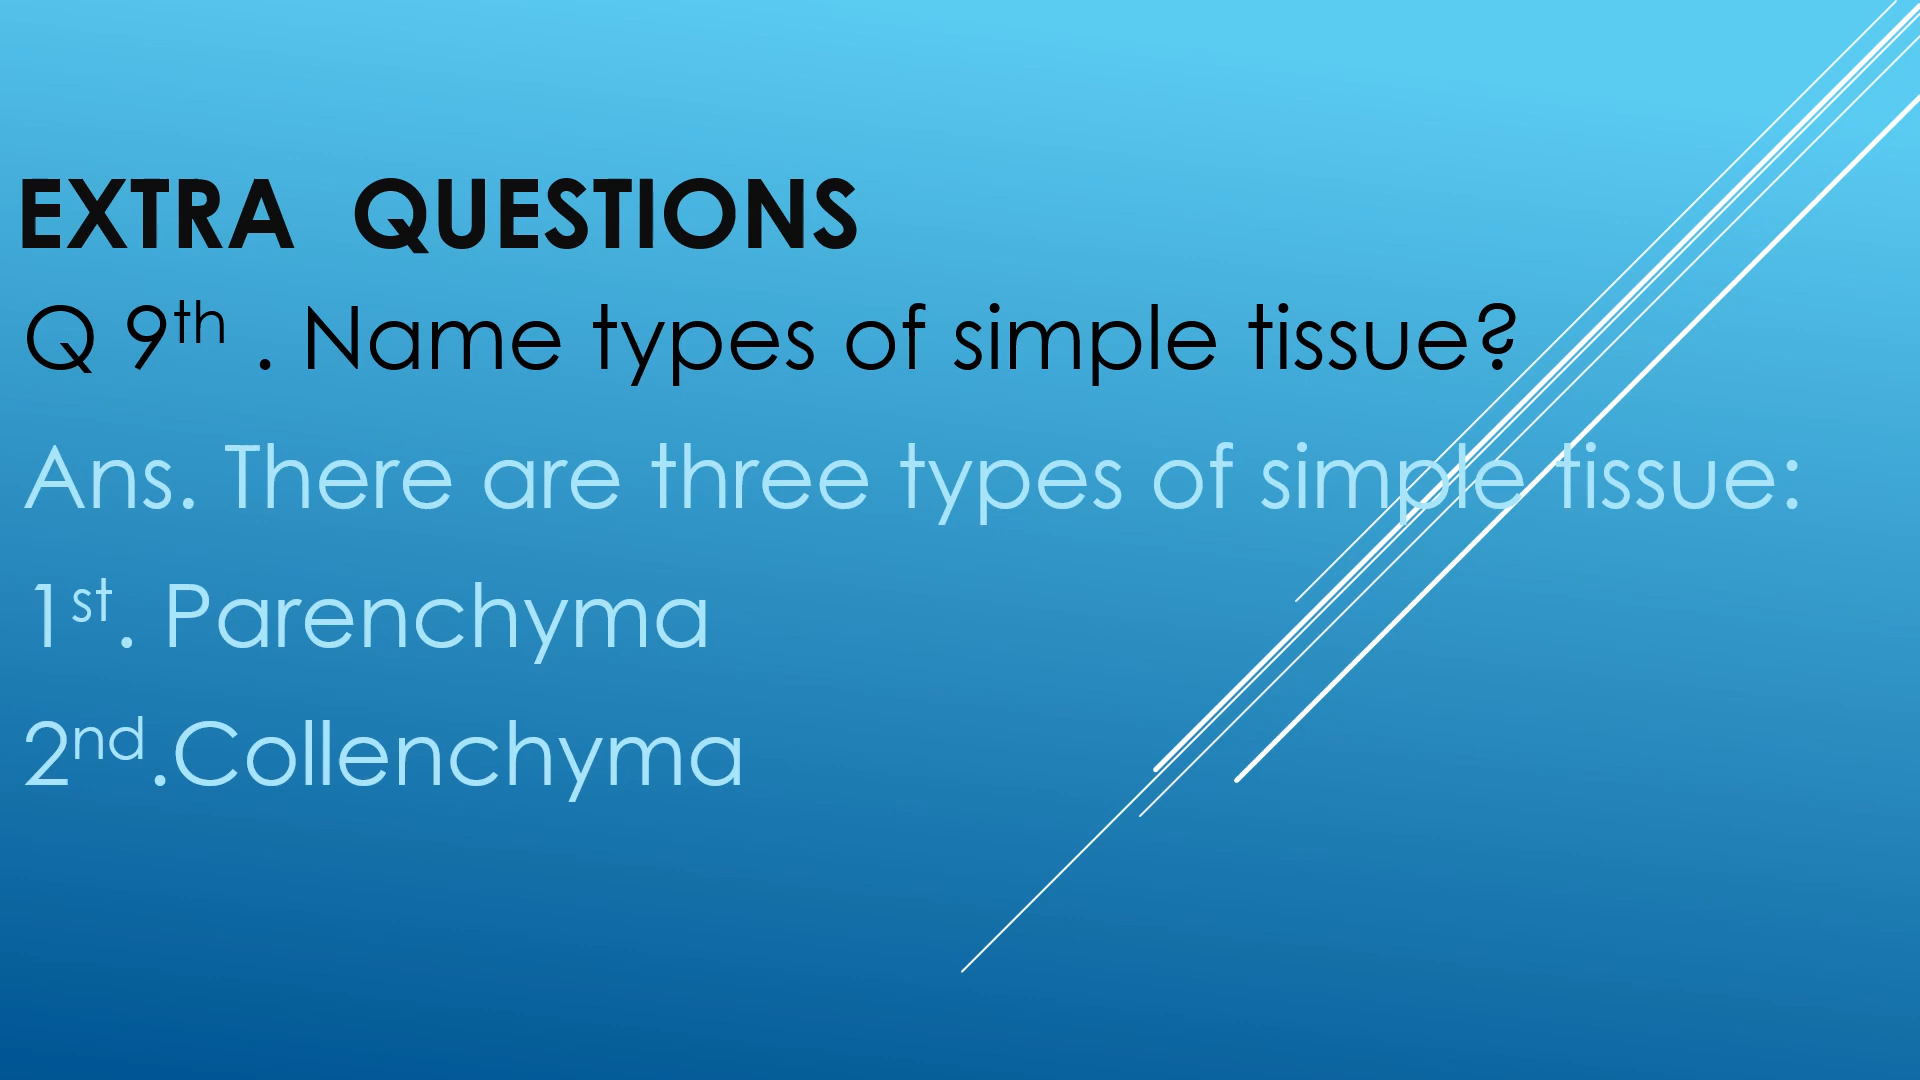 EXTRA QUESTIONS
Q 9th . Name types of simple tissue?
Ans. There are three types of simple tissue:
1st. Parenchyma
2nd.Collenchyma